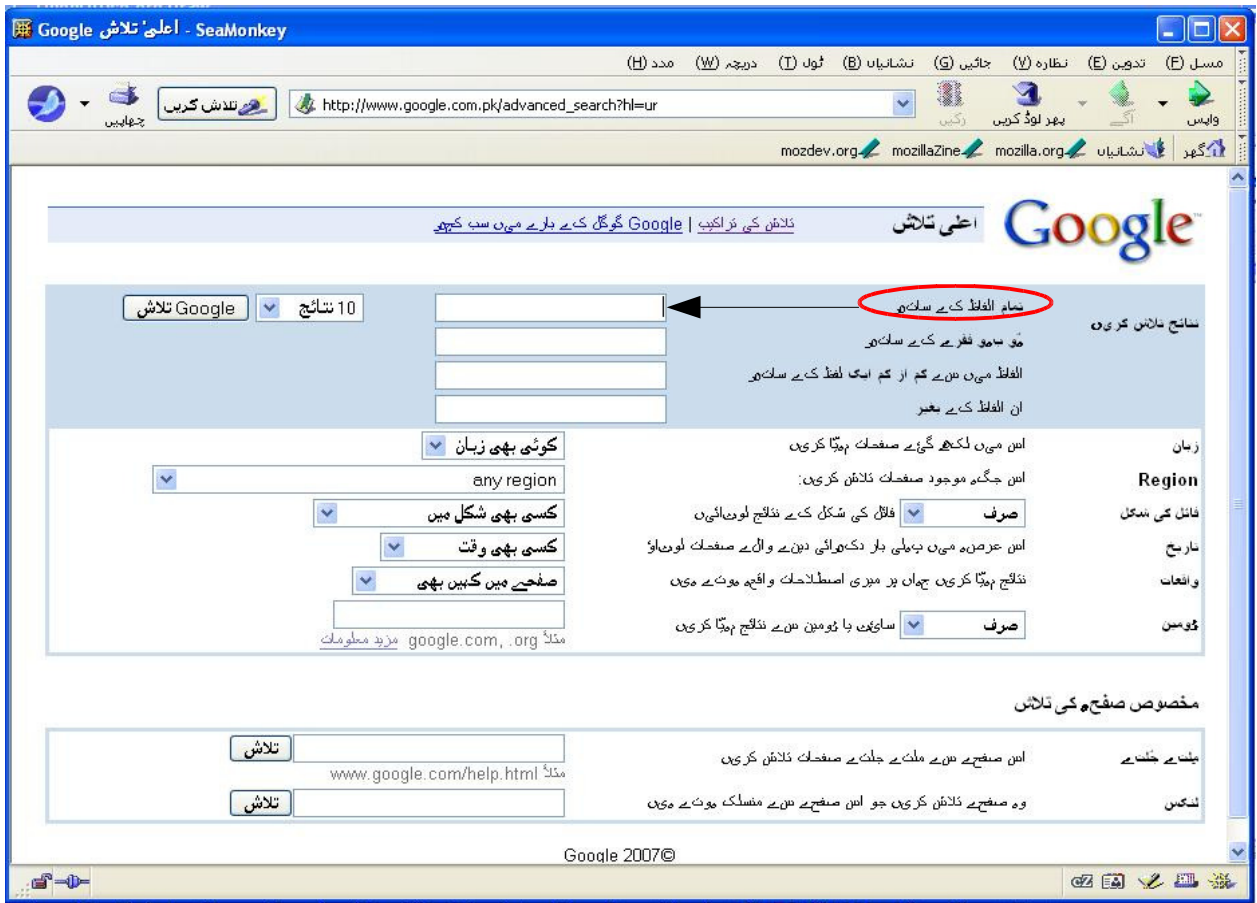 Google اعلیٰ تلاش - SeaMonkey
مسل (F) تدوین (E) نظارہ (V) جائیں (G) نشانیاں (B) ٹول (T) دریچہ (W) مدد (H)
واپس آگے پھر لوڈ کریں رکیں http://www.google.com.pk/advanced_search?hl=ur تلاش کریں چھاپیں
گھر نشانیاں mozilla.org mozillaZine mozdev.org
Google اعلی تلاش تلاش کی تراکیب | Google گوگل کے بارے میں سب کچھ
نتائج تلاش کریں تمام الفاظ کے ساتھ 10 نتائج Google تلاش
ہو بہو فقرے کے ساتھ
الفاظ میں سے کم از کم ایک لفظ کے ساتھ
ان الفاظ کے بغیر
زبان اس میں لکھے گئے صفحات مہیّا کریں کوئی بھی زبان
Region اس جگہ موجود صفحات تلاش کریں: any region
فائل کی شکل صرف فائل کی شکل کے نتائج لوٹائیں کسی بھی شکل میں
تاریخ اس عرصہ میں پہلی بار دکھائی دینے والے صفحات لوٹاؤ کسی بھی وقت
واقعات نتائج مہیّا کریں جہاں پر میری اصطلاحات واقع ہوتے ہیں صفحے میں کہیں بھی
ڈومین صرف سائٹ یا ڈومین سے نتائج مہیّا کریں
مثلاً google.com, .org مزید معلومات
مخصوص صفحہ کی تلاش
ملتے جُلتے اس صفحے سے ملتے جلتے صفحات تلاش کریں تلاش
مثلاً www.google.com/help.html
لنکس وہ صفحے تلاش کریں جو اس صفحے سے منسلک ہوتے ہیں تلاش
©2007 Google